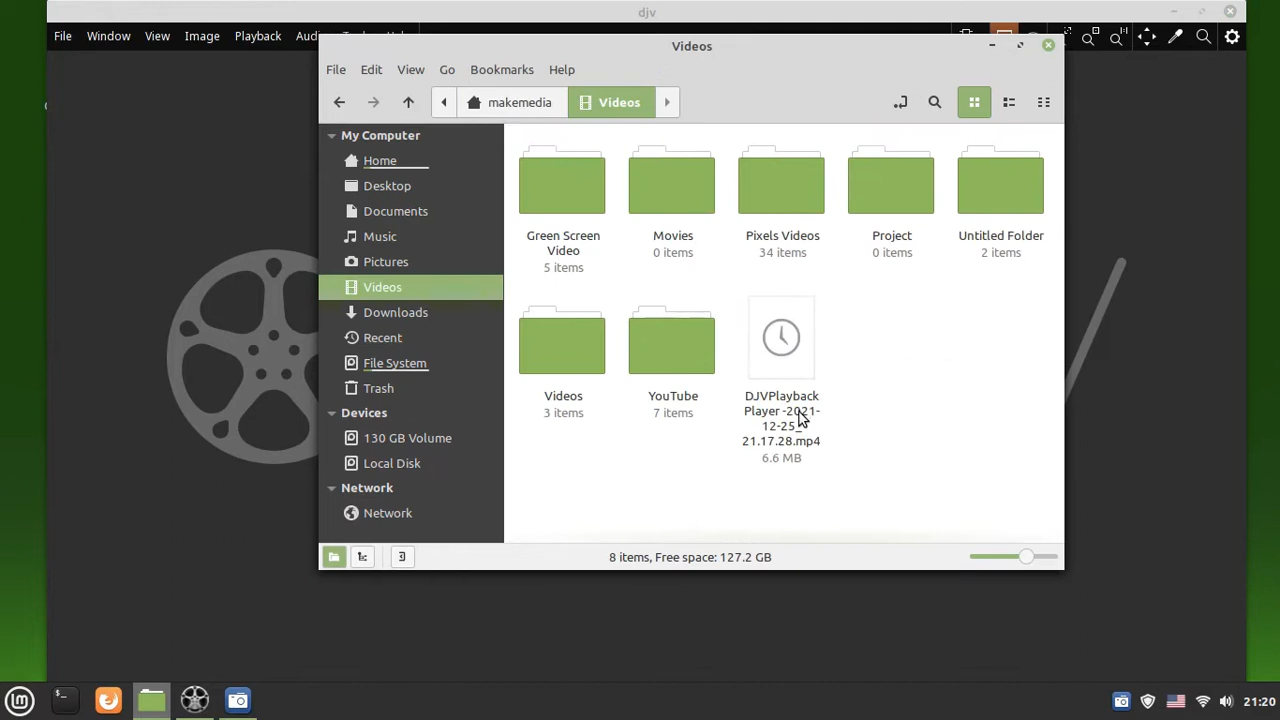 djv
File Window View Image Playback
Videos
File Edit View Go Bookmarks Help
makemedia Videos
My Computer
Home
Desktop
Documents
Music
Pictures
Videos
Downloads
Recent
File System
Trash
Devices
130 GB Volume
Local Disk
Network
Network
Green Screen
Video
5 items
Movies
0 items
Pixels Videos
34 items
Project
0 items
Untitled Folder
2 items
Videos
3 items
YouTube
7 items
DJVPlayback
Player -2021-
12-25_
21.17.28.mp4
6.6 MB
8 items, Free space: 127.2 GB
21:20